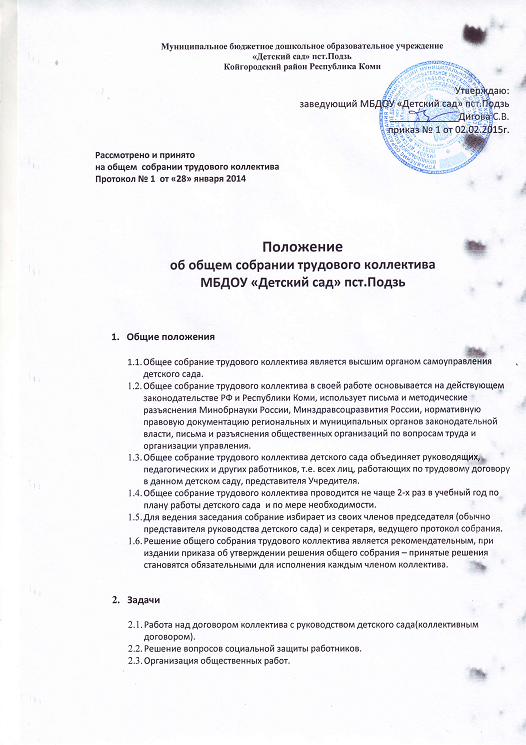 Муниципальное бюджетное дошкольное образовательное учреждение
«Детский сад» пст.Подзь
Койгородский район Республика Коми
Утверждаю:
заведующий МБДОУ «Детский сад» пст.Подзь
Дигова С.В.
приказ № 1 от 02.02.2015г.
Рассмотрено и принято
на общем собрании трудового коллектива
Протокол № 1 от «28» января 2014
Положение
об общем собрании трудового коллектива
МБДОУ «Детский сад» пст.Подзь
1. Общие положения
1.1. Общее собрание трудового коллектива является высшим органом самоуправления
детского сада.
1.2. Общее собрание трудового коллектива в своей работе основывается на действующем
законодательстве РФ и Республики Коми, использует письма и методические
разъяснения Минобрнауки России, Минздравсоцразвития России, нормативную
правовую документацию региональных и муниципальных органов законодательной
власти, письма и разъяснения общественных организаций по вопросам труда и
организации управления.
1.3. Общее собрание трудового коллектива детского сада объединяет руководящих,
педагогических и других работников, т.е. всех лиц, работающих по трудовому договору
в данном детском саду, представителя Учредителя.
1.4. Общее собрание трудового коллектива проводится не чаще 2-х раз в учебный год по
плану работы детского сада и по мере необходимости.
1.5. Для ведения заседания собрание избирает из своих членов председателя (обычно
представителя руководства детского сада) и секретаря, ведущего протокол собрания.
1.6. Решение общего собрания трудового коллектива является рекомендательным, при
издании приказа об утверждении решения общего собрания – принятые решения
становятся обязательными для исполнения каждым членом коллектива.
2. Задачи
2.1. Работа над договором коллектива с руководством детского сада(коллективным
договором).
2.2. Решение вопросов социальной защиты работников.
2.3. Организация общественных работ.